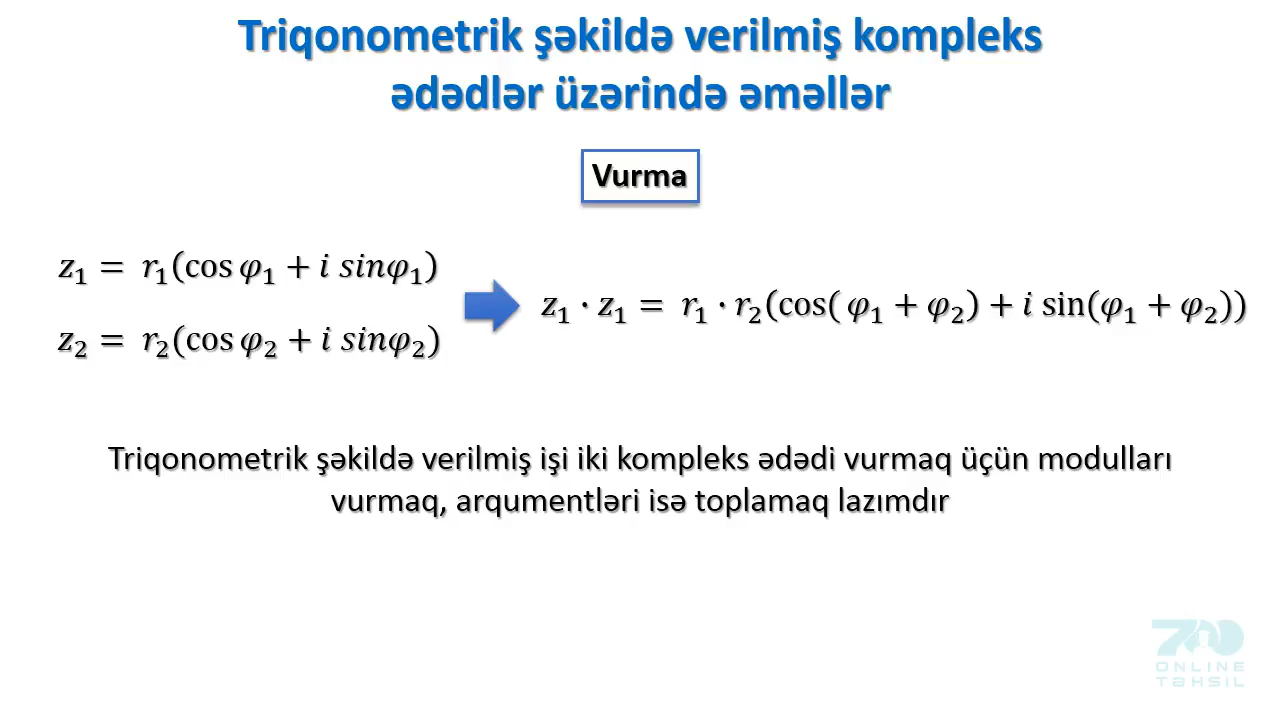 Triqonometrik şəkildə verilmiş kompleks
ədədlər üzərində əməllər
Vurma
z₁ = r₁(cos φ₁ + i sinφ₁)
z₁ · z₁ = r₁ · r₂(cos( φ₁ + φ₂) + i sin(φ₁ + φ₂))
z₂ = r₂(cos φ₂ + i sinφ₂)
Triqonometrik şəkildə verilmiş işi iki kompleks ədədi vurmaq üçün modulları
vurmaq, arqumentləri isə toplamaq lazımdır
700
ONLINE
TəHSIL